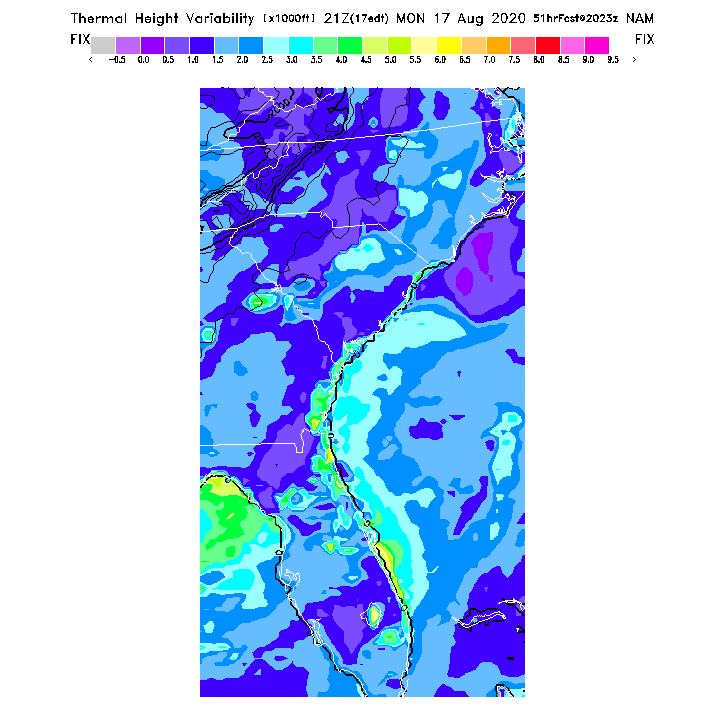 Thermal Height Variability [x1000ft] 21Z(17edt) MON 17 Aug 2020 51hrFcst@2023z NAM
FIX FIX
< -0.5 0.0 0.5 1.0 1.5 2.0 2.5 3.0 3.5 4.0 4.5 5.0 5.5 6.0 6.5 7.0 7.5 8.0 8.5 9.0 9.5 >
2000